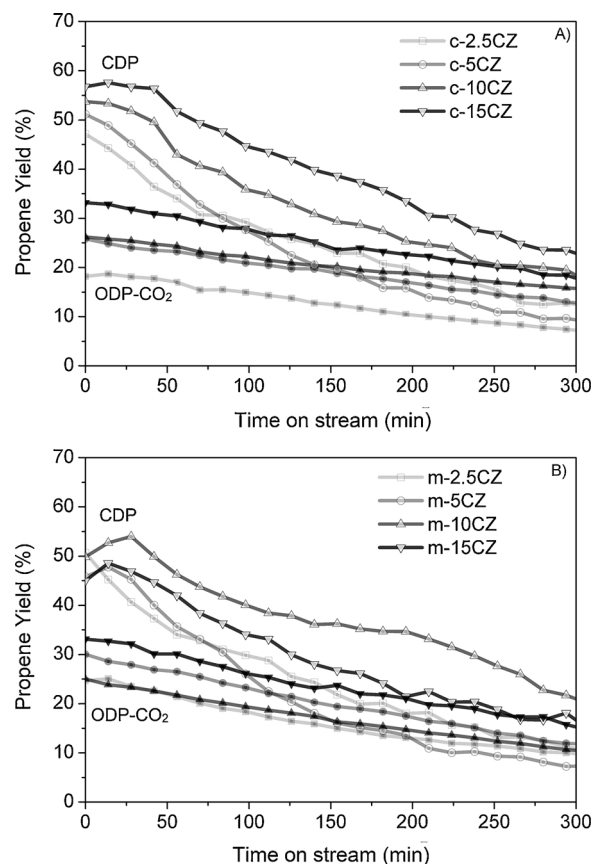 A)
70
c-2.5CZ
c-5CZ
c-10CZ
c-15CZ
CDP
60
50
40
30
20
10
0
Propene Yield (%)
ODP-CO₂
0 50 100 150 200 250 300
Time on stream (min)
B)
70
m-2.5CZ
m-5CZ
m-10CZ
m-15CZ
CDP
60
50
40
30
20
10
0
Propene Yield (%)
ODP-CO₂
0 50 100 150 200 250 300
Time on stream (min)